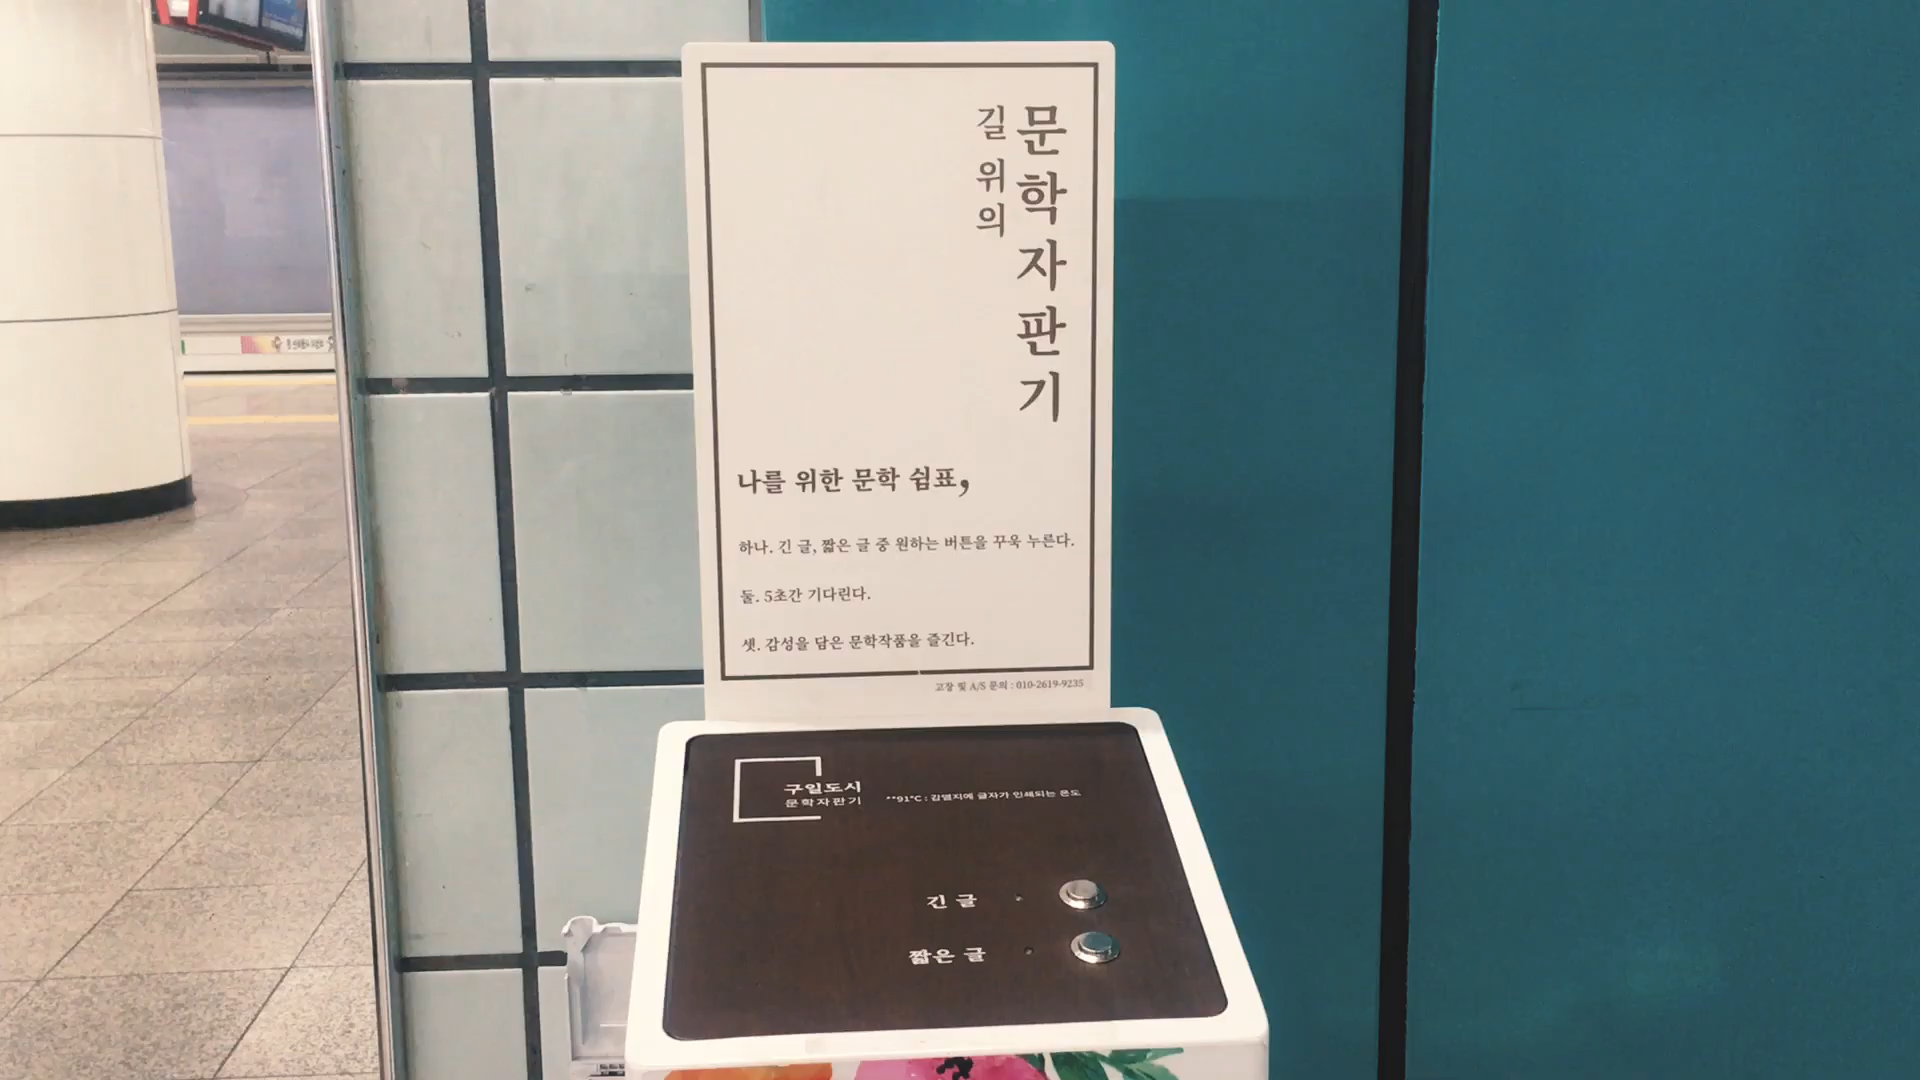 길 위의
문학자판기
나를 위한 문학 쉼표,
하나. 긴 글, 짧은 글 중 원하는 버튼을 꾸욱 누른다.
둘. 5초간 기다린다.
셋. 감성을 담은 문학작품을 즐긴다.
고장 및 A/S 문의 : 010-2619-9235
구일도시
문학자판기
**91°C : 감열지에 글자가 인쇄되는 온도
긴 글
짧은 글